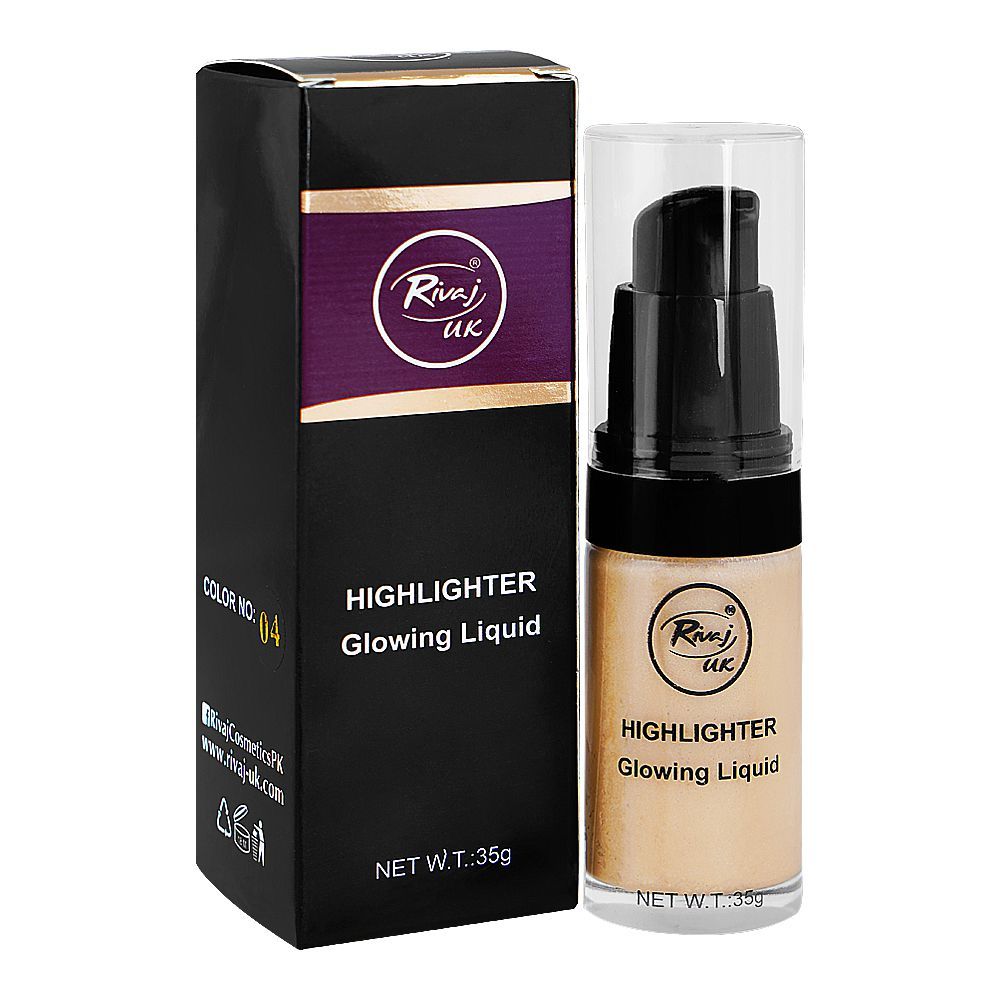 Rivaj®
UK
HIGHLIGHTER
Glowing Liquid
NET W.T.:35g
COLOR NO: 04
RivajCosmeticsPK
www.rivaj-uk.com
Rivaj®
UK
HIGHLIGHTER
Glowing Liquid
NET W.T.:35g